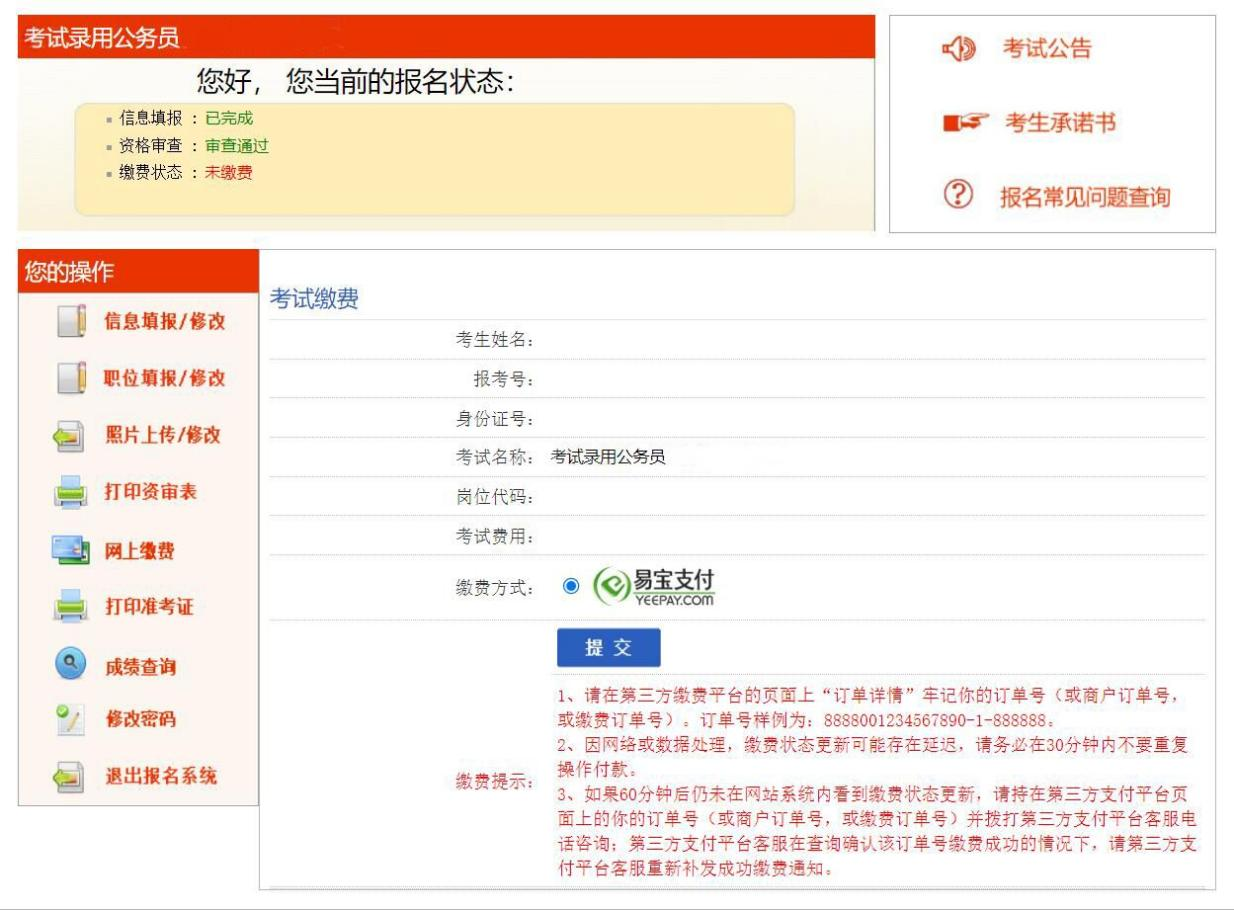 考试录用公务员
您好，您当前的报名状态：
信息填报：已完成
资格审查：审查通过
缴费状态：未缴费
考试公告
考生承诺书
报名常见问题查询
您的操作
信息填报/修改
职位填报/修改
照片上传/修改
打印资审表
网上缴费
打印准考证
成绩查询
修改密码
退出报名系统
考试缴费
考生姓名：
报考号：
身份证号：
考试名称：考试录用公务员
岗位代码：
考试费用：
缴费方式：易宝支付
YEEPAY.COM
提交
缴费提示：
1、请在第三方缴费平台的页面上“订单详情”牢记你的订单号（或商户订单号，
或缴费订单号）。订单号样例为：8888001234567890-1-888888。
2、因网络或数据处理，缴费状态更新可能存在延迟，请务必在30分钟内不要重复
操作付款。
3、如果60分钟后仍未在网站系统内看到缴费状态更新，请持在第三方支付平台页
面上的你的订单号（或商户订单号，或缴费订单号）并拨打第三方支付平台客服电
话咨询；第三方支付平台客服在查询确认该订单号缴费成功的情况下，请第三方支
付平台客服重新补发成功缴费通知。